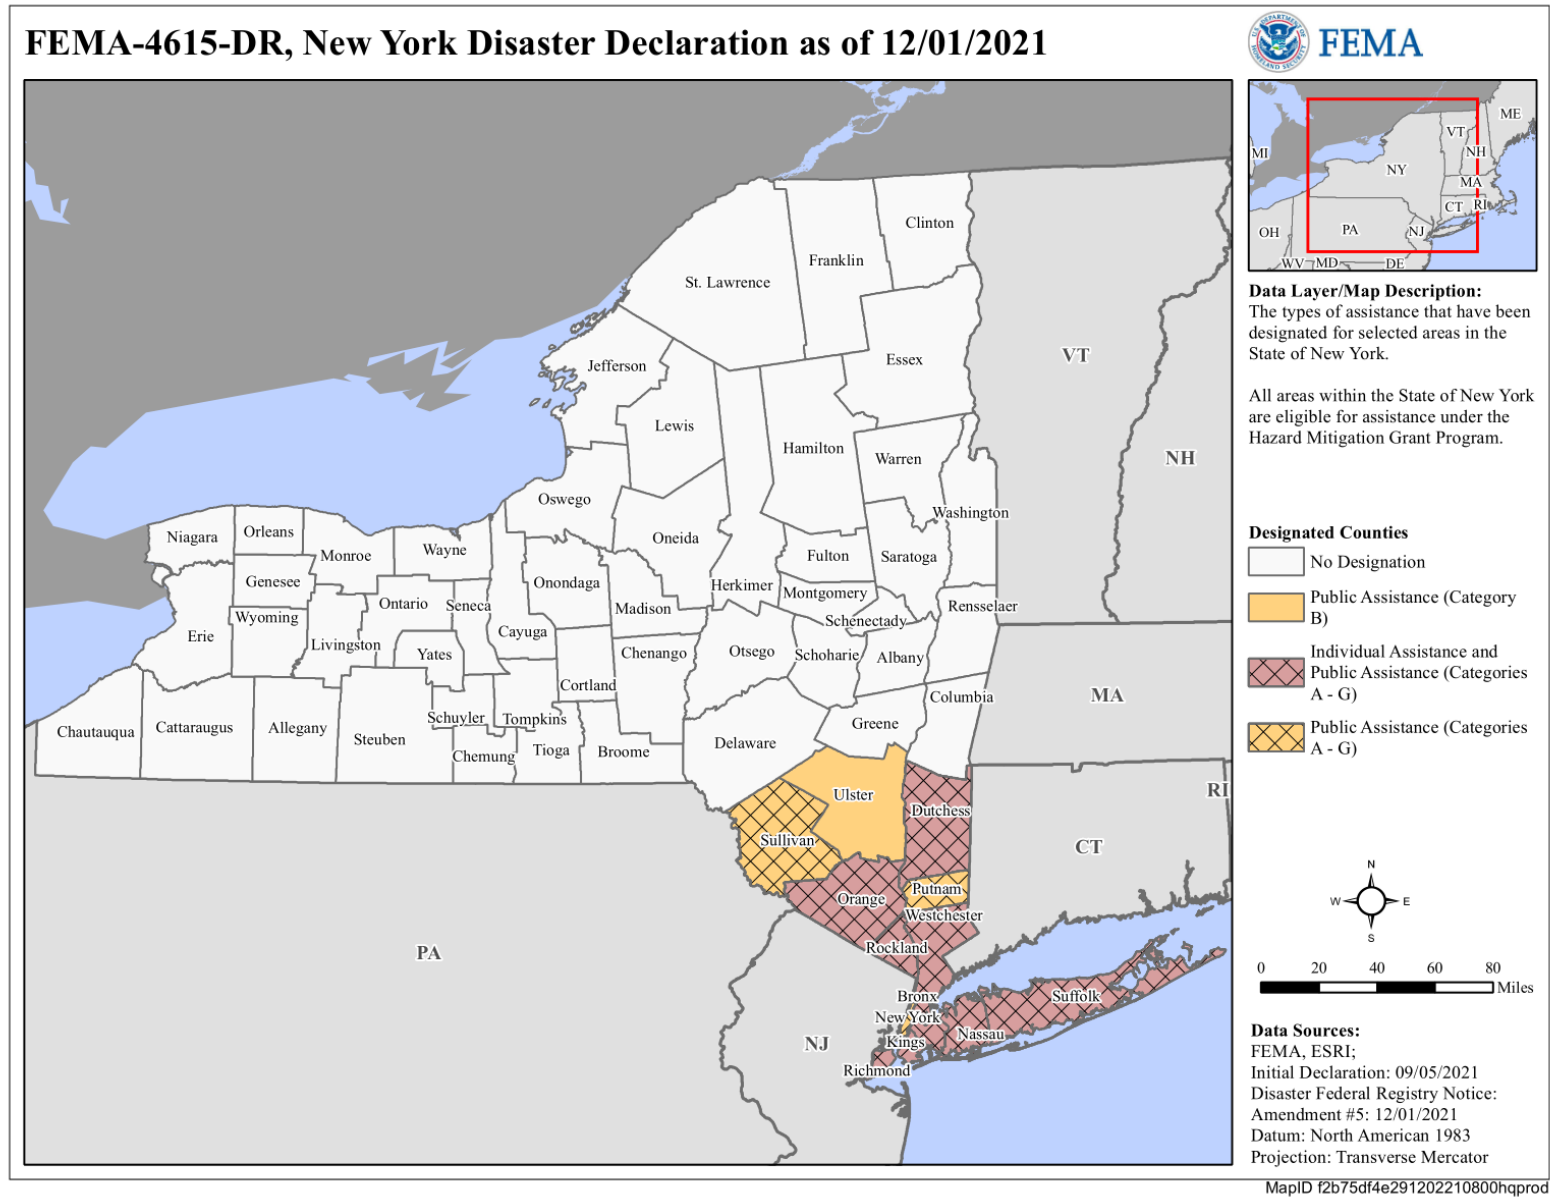 FEMA-4615-DR, New York Disaster Declaration as of 12/01/2021
FEMA
ME
VT
MI
NH
NY
MA
CT
RI
OH
PA
NJ
WV
MD
DE
Data Layer/Map Description:
The types of assistance that have been
designated for selected areas in the
State of New York.
All areas within the State of New York
are eligible for assistance under the
Hazard Mitigation Grant Program.
Designated Counties
No Designation
Public Assistance (Category
B)
Individual Assistance and
Public Assistance (Categories
A - G)
Public Assistance (Categories
A - G)
N
W
E
S
0 20 40 60 80
Miles
Data Sources:
FEMA, ESRI;
Initial Declaration: 09/05/2021
Disaster Federal Registry Notice:
Amendment #5: 12/01/2021
Datum: North American 1983
Projection: Transverse Mercator
MapID f2b75df4e291202210800hqprod
Clinton
Franklin
St. Lawrence
Essex
Jefferson
VT
Lewis
Hamilton
Warren
NH
Oswego
Washington
Orleans
Niagara
Oneida
Monroe
Wayne
Fulton
Saratoga
Genesee
Onondaga
Herkimer
Montgomery
Ontario
Seneca
Madison
Rensselaer
Wyoming
Schenectady
Erie
Cayuga
Livingston
Yates
Chenango
Otsego
Schoharie
Albany
Cortland
Columbia
MA
Schuyler
Tompkins
Greene
Chautauqua
Cattaraugus
Allegany
Steuben
Delaware
Chemung
Tioga
Broome
RI
Ulster
Dutchess
Sullivan
CT
Putnam
Orange
Westchester
Rockland
PA
Bronx
Suffolk
New York
Nassau
Kings
NJ
Richmond